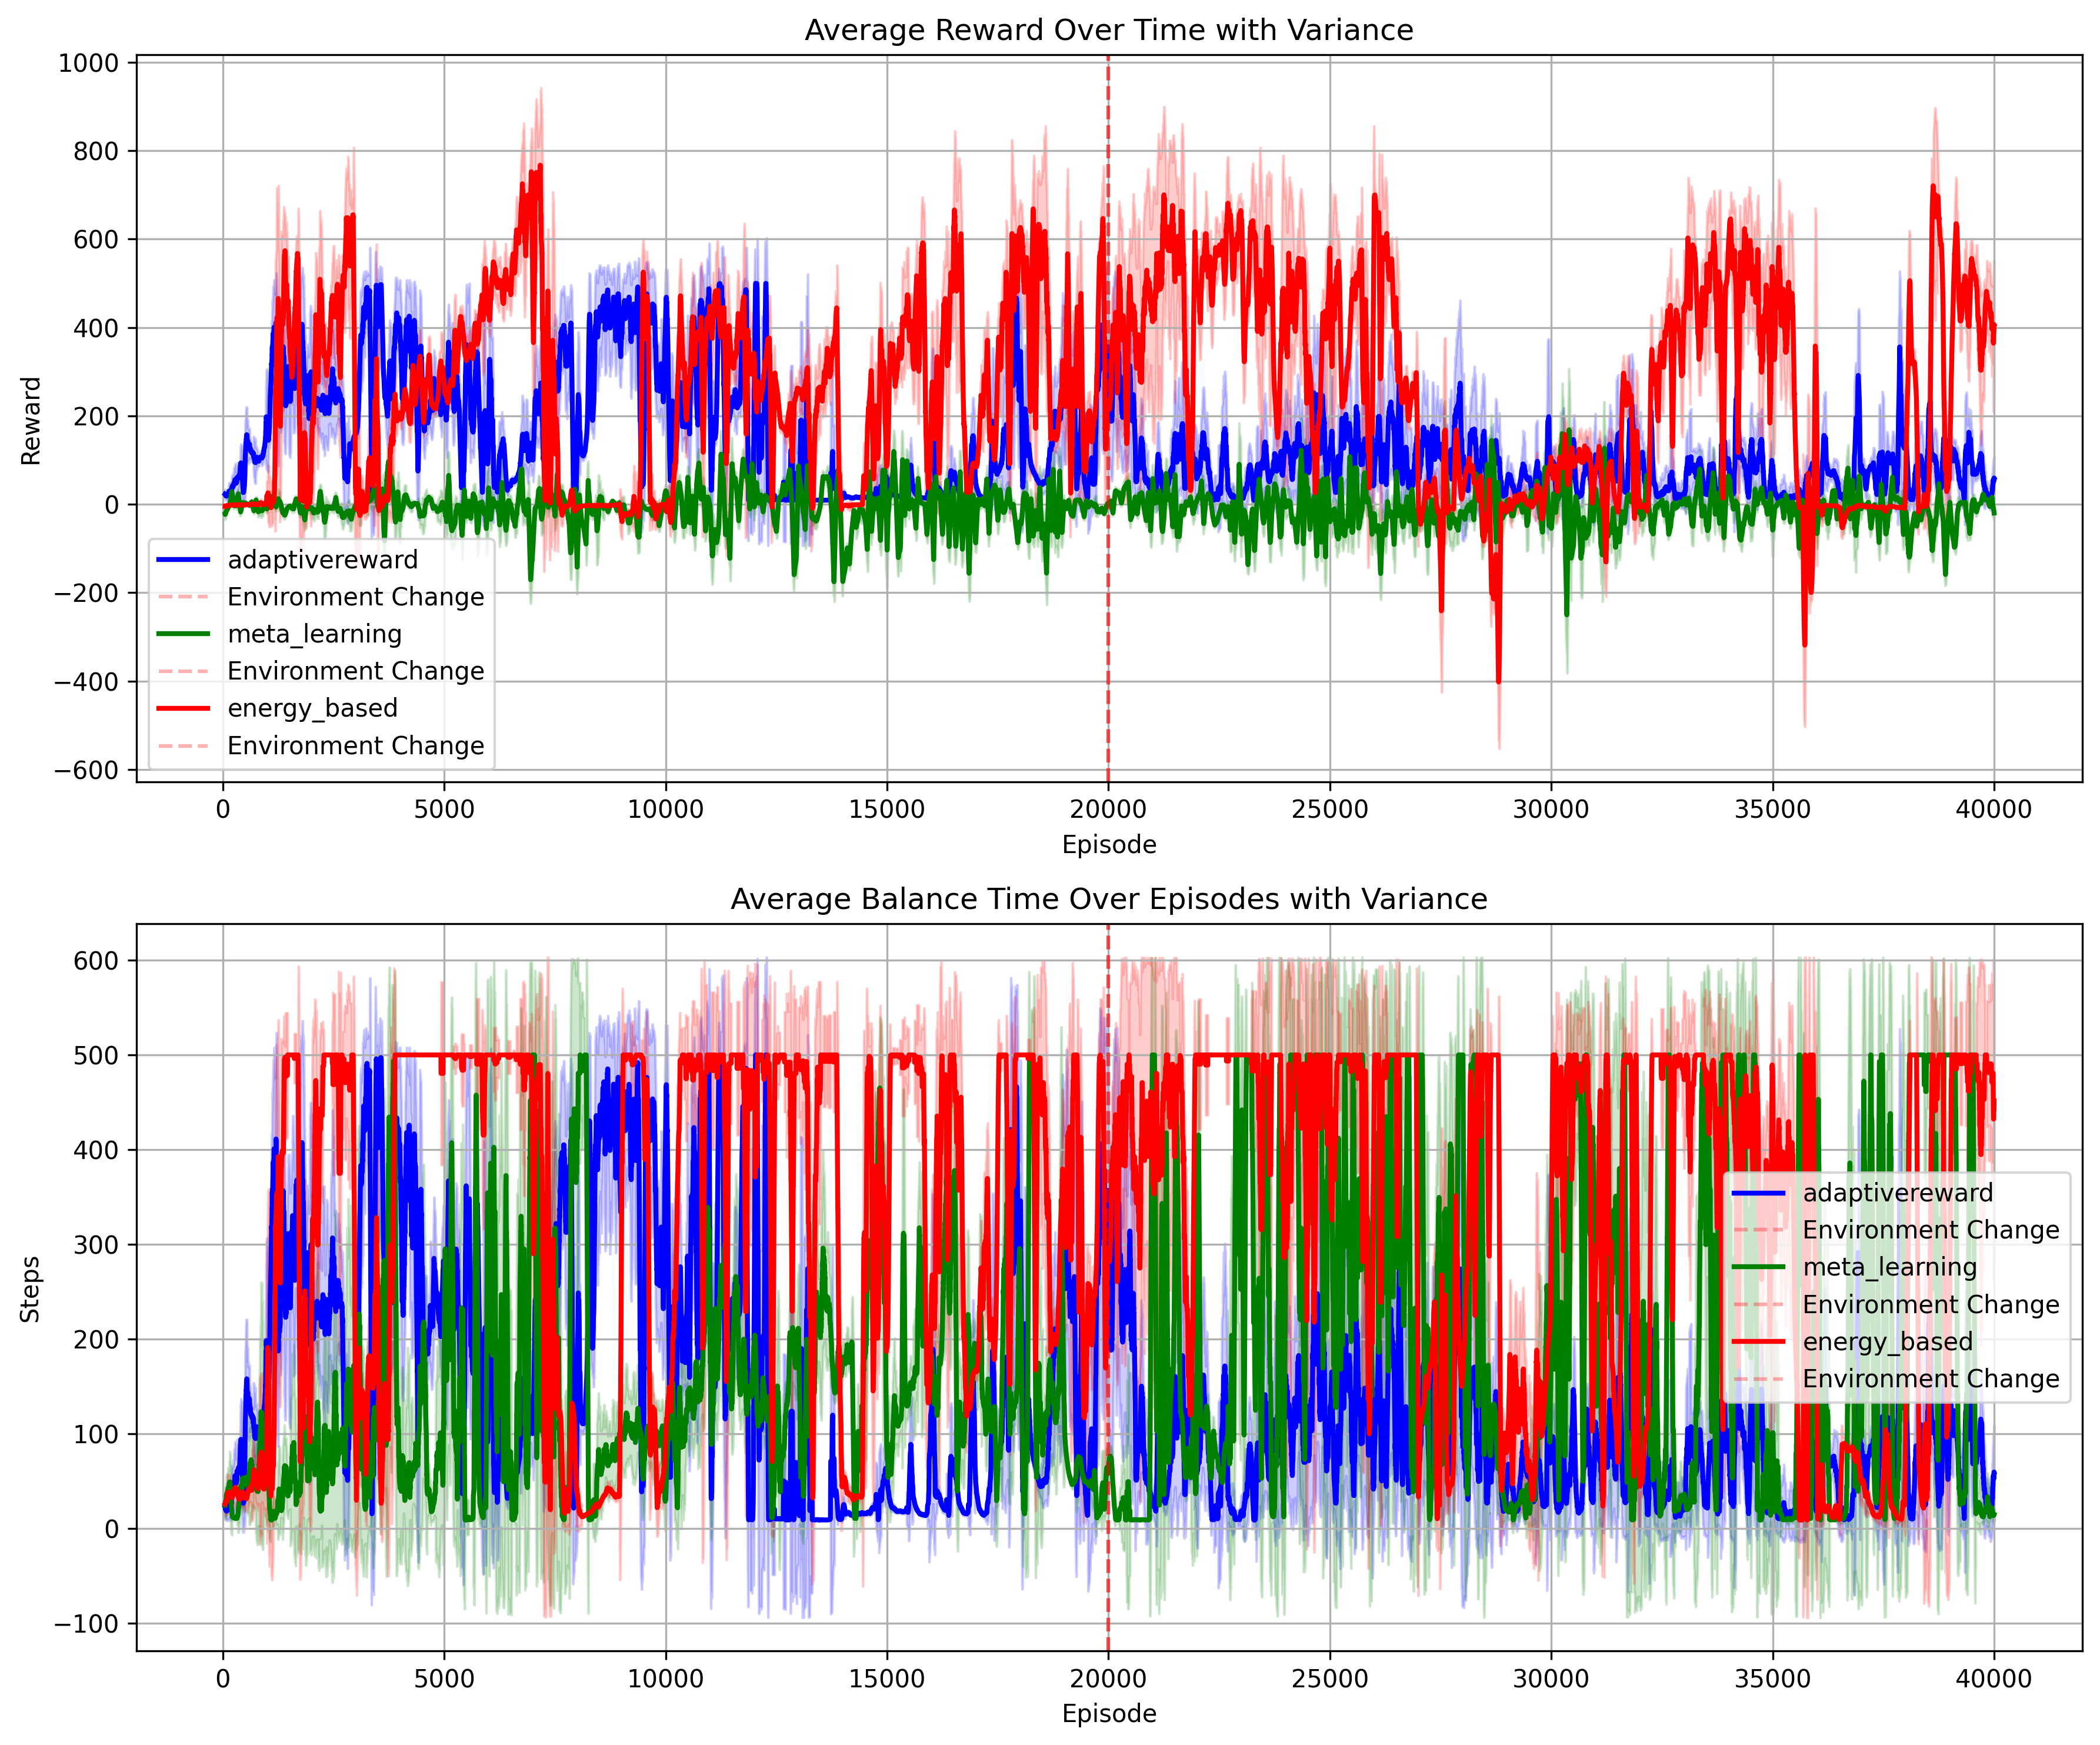 Average Reward Over Time with Variance
1000
800
600
400
200
0
−200
−400
−600
Reward
adaptivereward
Environment Change
meta_learning
Environment Change
energy_based
Environment Change
0 5000 10000 15000 20000 25000 30000 35000 40000
Episode
Average Balance Time Over Episodes with Variance
600
500
400
300
200
100
0
−100
Steps
adaptivereward
Environment Change
meta_learning
Environment Change
energy_based
Environment Change
0 5000 10000 15000 20000 25000 30000 35000 40000
Episode